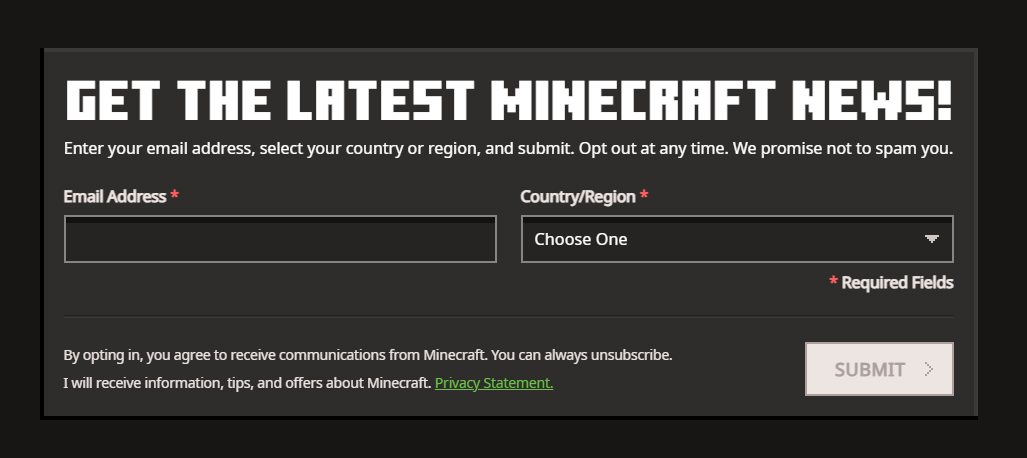 GET THE LATEST MINECRAFT NEWS!
Enter your email address, select your country or region, and submit. Opt out at any time. We promise not to spam you.
Email Address *
Country/Region *
Choose One
* Required Fields
By opting in, you agree to receive communications from Minecraft. You can always unsubscribe.
I will receive information, tips, and offers about Minecraft. Privacy Statement.
SUBMIT